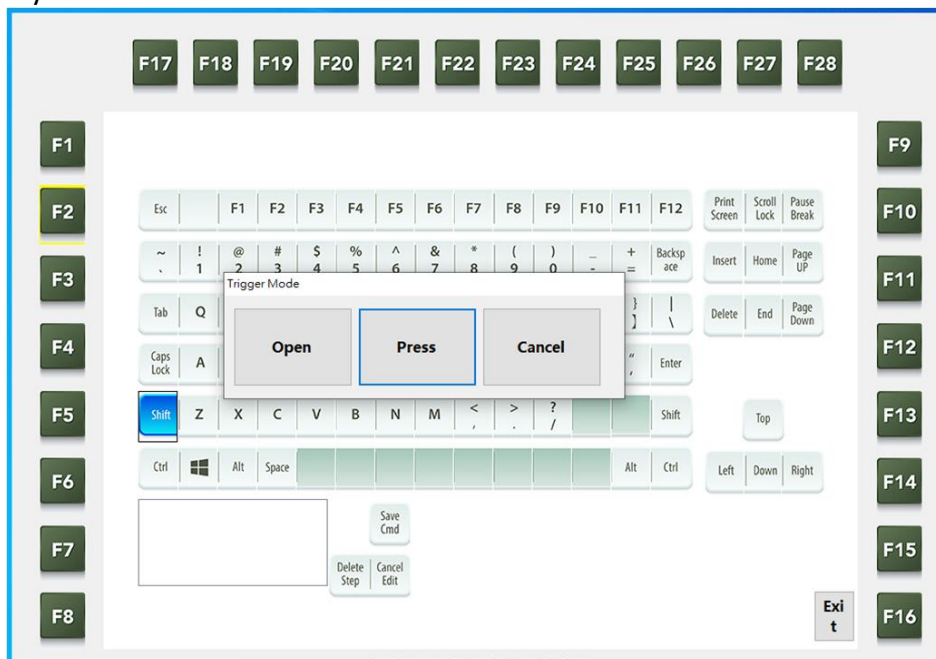 F17 F18 F19 F20 F21 F22 F23 F24 F25 F26 F27 F28
F1 F9
F2 Esc F1 F2 F3 F4 F5 F6 F7 F8 F9 F10 F11 F12 Print Screen Scroll Lock Pause Break F10
~ ! @ # $ % ^ & * ( ) _ + Backsp
` 1 2 3 4 5 6 7 8 9 0 - = ace Insert Home Page UP
F3 Trigger Mode F11
Tab Q } |
] \ Delete End Page Down
F4 Open Press Cancel F12
Caps Lock A " Enter
,
F5 Shift Z X C V B N M < > ? Shift Top F13
, . /
F6 Ctrl Alt Space Alt Ctrl Left Down Right F14
Save
Cmd
F7 F15
Delete Cancel
Step Edit
F8 Exi F16
t